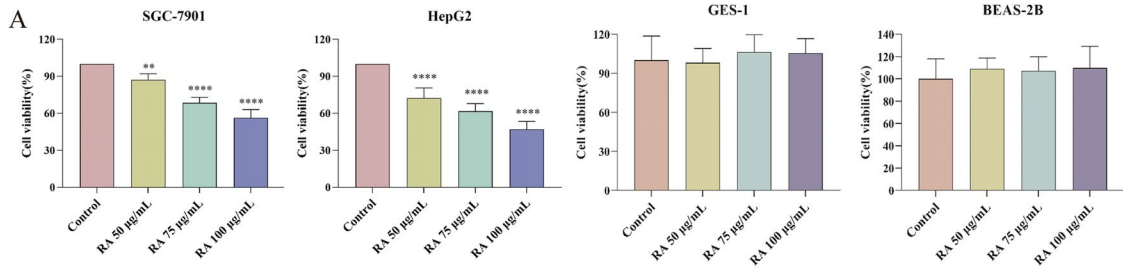 A
SGC-7901
Cell viability(%)
120
90
60
30
0
**
****
****
Control
RA 50 μg/mL
RA 75 μg/mL
RA 100 μg/mL
HepG2
Cell viability(%)
120
90
60
30
0
****
****
****
Control
RA 50 μg/mL
RA 75 μg/mL
RA 100 μg/mL
GES-1
Cell viability(%)
120
90
60
30
0
Control
RA 50 μg/mL
RA 75 μg/mL
RA 100 μg/mL
BEAS-2B
Cell viability(%)
140
120
100
80
60
40
20
0
Control
RA 50 μg/mL
RA 75 μg/mL
RA 100 μg/mL